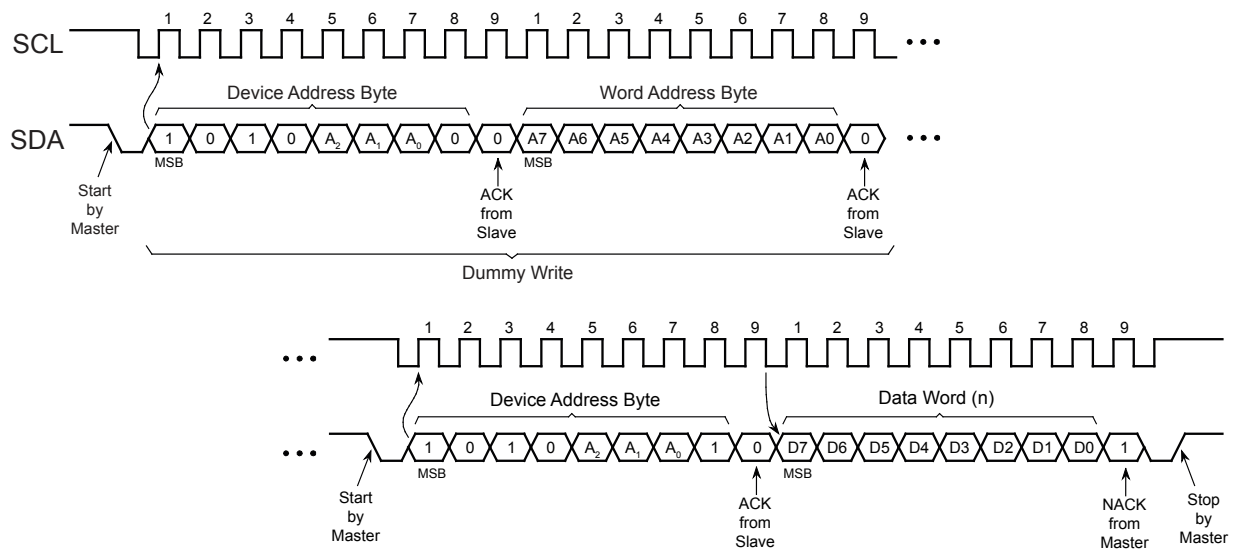 1 2 3 4 5 6 7 8 9 1 2 3 4 5 6 7 8 9
SCL
Device Address Byte Word Address Byte
SDA 1 0 1 0 A₂ A₁ A₀ 0 0 A7 A6 A5 A4 A3 A2 A1 A0 0
MSB MSB
Start
by
Master
ACK
from
Slave
ACK
from
Slave
Dummy Write
1 2 3 4 5 6 7 8 9 1 2 3 4 5 6 7 8 9
Device Address Byte Data Word (n)
1 0 1 0 A₂ A₁ A₀ 1 0 D7 D6 D5 D4 D3 D2 D1 D0 1
MSB MSB
Start
by
Master
ACK
from
Slave
NACK
from
Master
Stop
by
Master